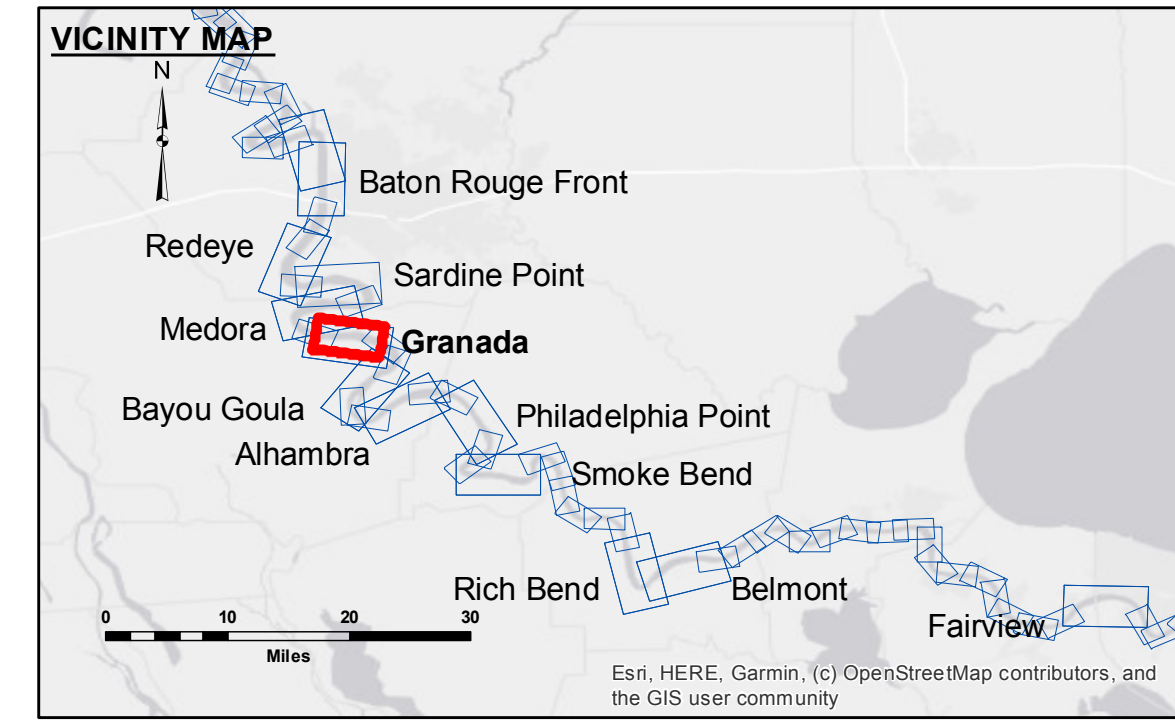 VICINITY MAP
N
Baton Rouge Front
Redeye
Sardine Point
Medora
Granada
Bayou Goula
Philadelphia Point
Alhambra
Smoke Bend
Rich Bend
Belmont
Fairview
0 10 20 30
Miles
Esri, HERE, Garmin, (c) OpenStreetMap contributors, and
the GIS user community